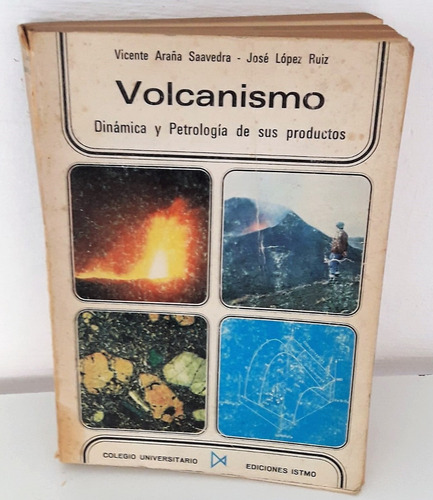 Vicente Araña Saavedra - José López Ruiz
Volcanismo
Dinámica y Petrología de sus productos
COLEGIO UNIVERSITARIO EDICIONES ISTMO